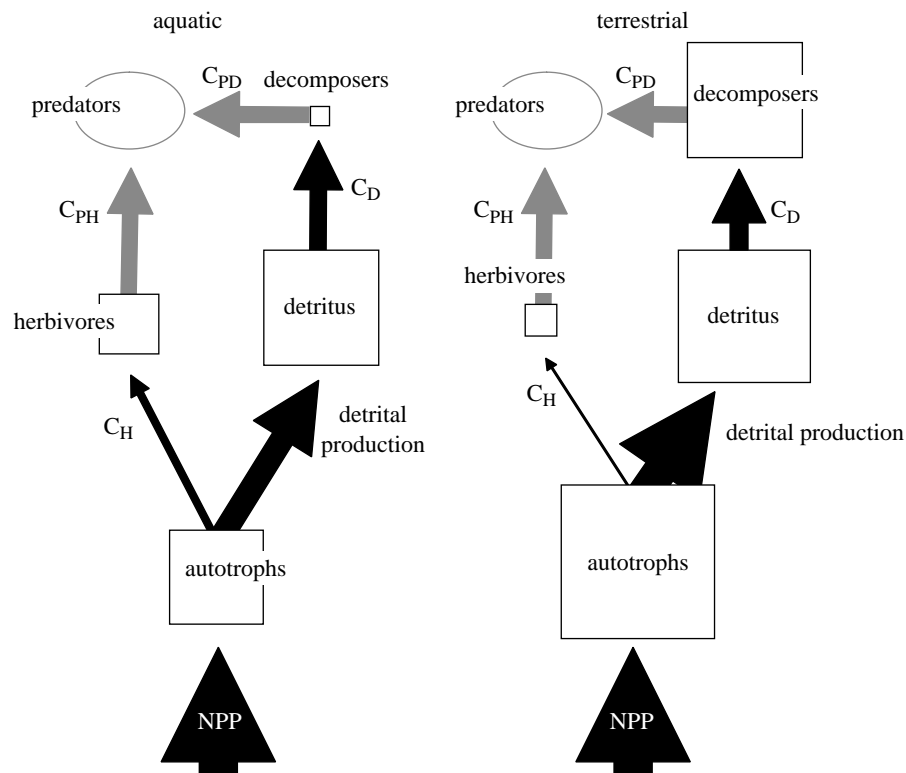 aquatic
C_PD
decomposers
predators
C_D
C_PH
herbivores
detritus
C_H
detrital
production
autotrophs
NPP
terrestrial
C_PD
decomposers
predators
C_PH
C_D
herbivores
detritus
C_H
detrital production
autotrophs
NPP